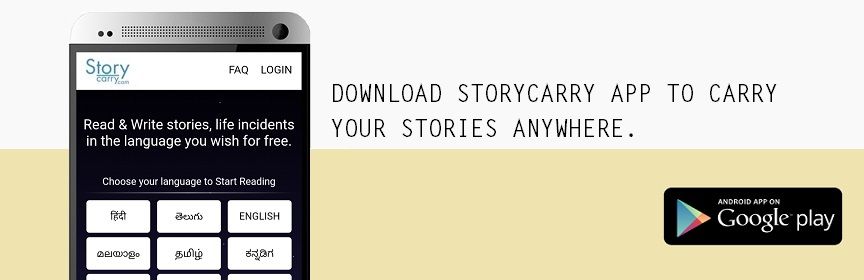 Story
carry.com
FAQ LOGIN
Read & Write stories, life incidents
in the language you wish for free.
Choose your language to Start Reading
हिंदी తెలుగు ENGLISH
മലയാളം தமிழ் ಕನ್ನಡಿಗ
DOWNLOAD STORYCARRY APP TO CARRY
YOUR STORIES ANYWHERE.
ANDROID APP ON
Google play